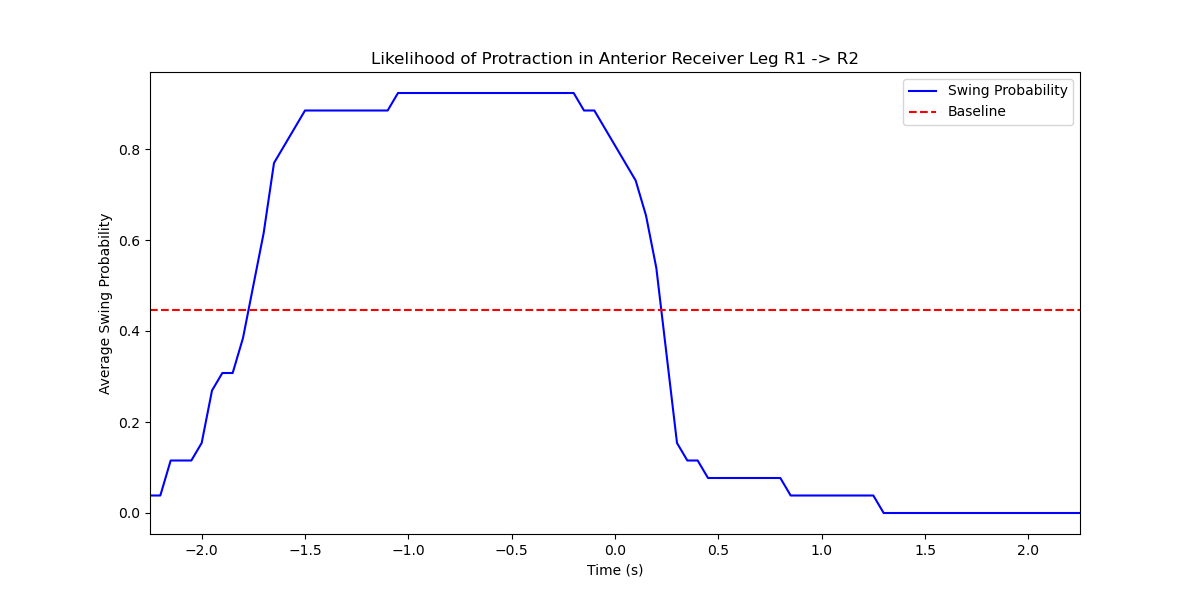 Likelihood of Protraction in Anterior Receiver Leg R1 -> R2
Swing Probability
Baseline
Average Swing Probability
0.8
0.6
0.4
0.2
0.0
−2.0 −1.5 −1.0 −0.5 0.0 0.5 1.0 1.5 2.0
Time (s)